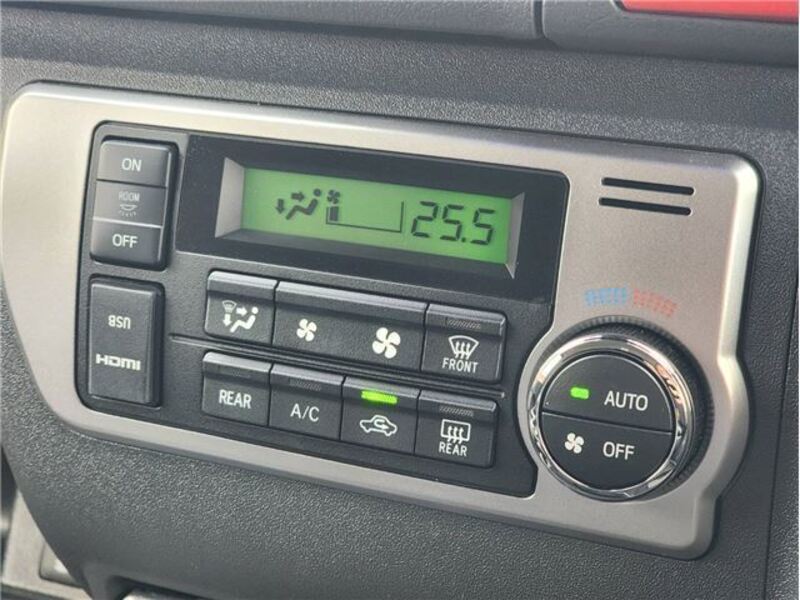 ON
ROOM
OFF
25.5
USB
HDMI
FRONT
REAR
A/C
REAR
AUTO
OFF